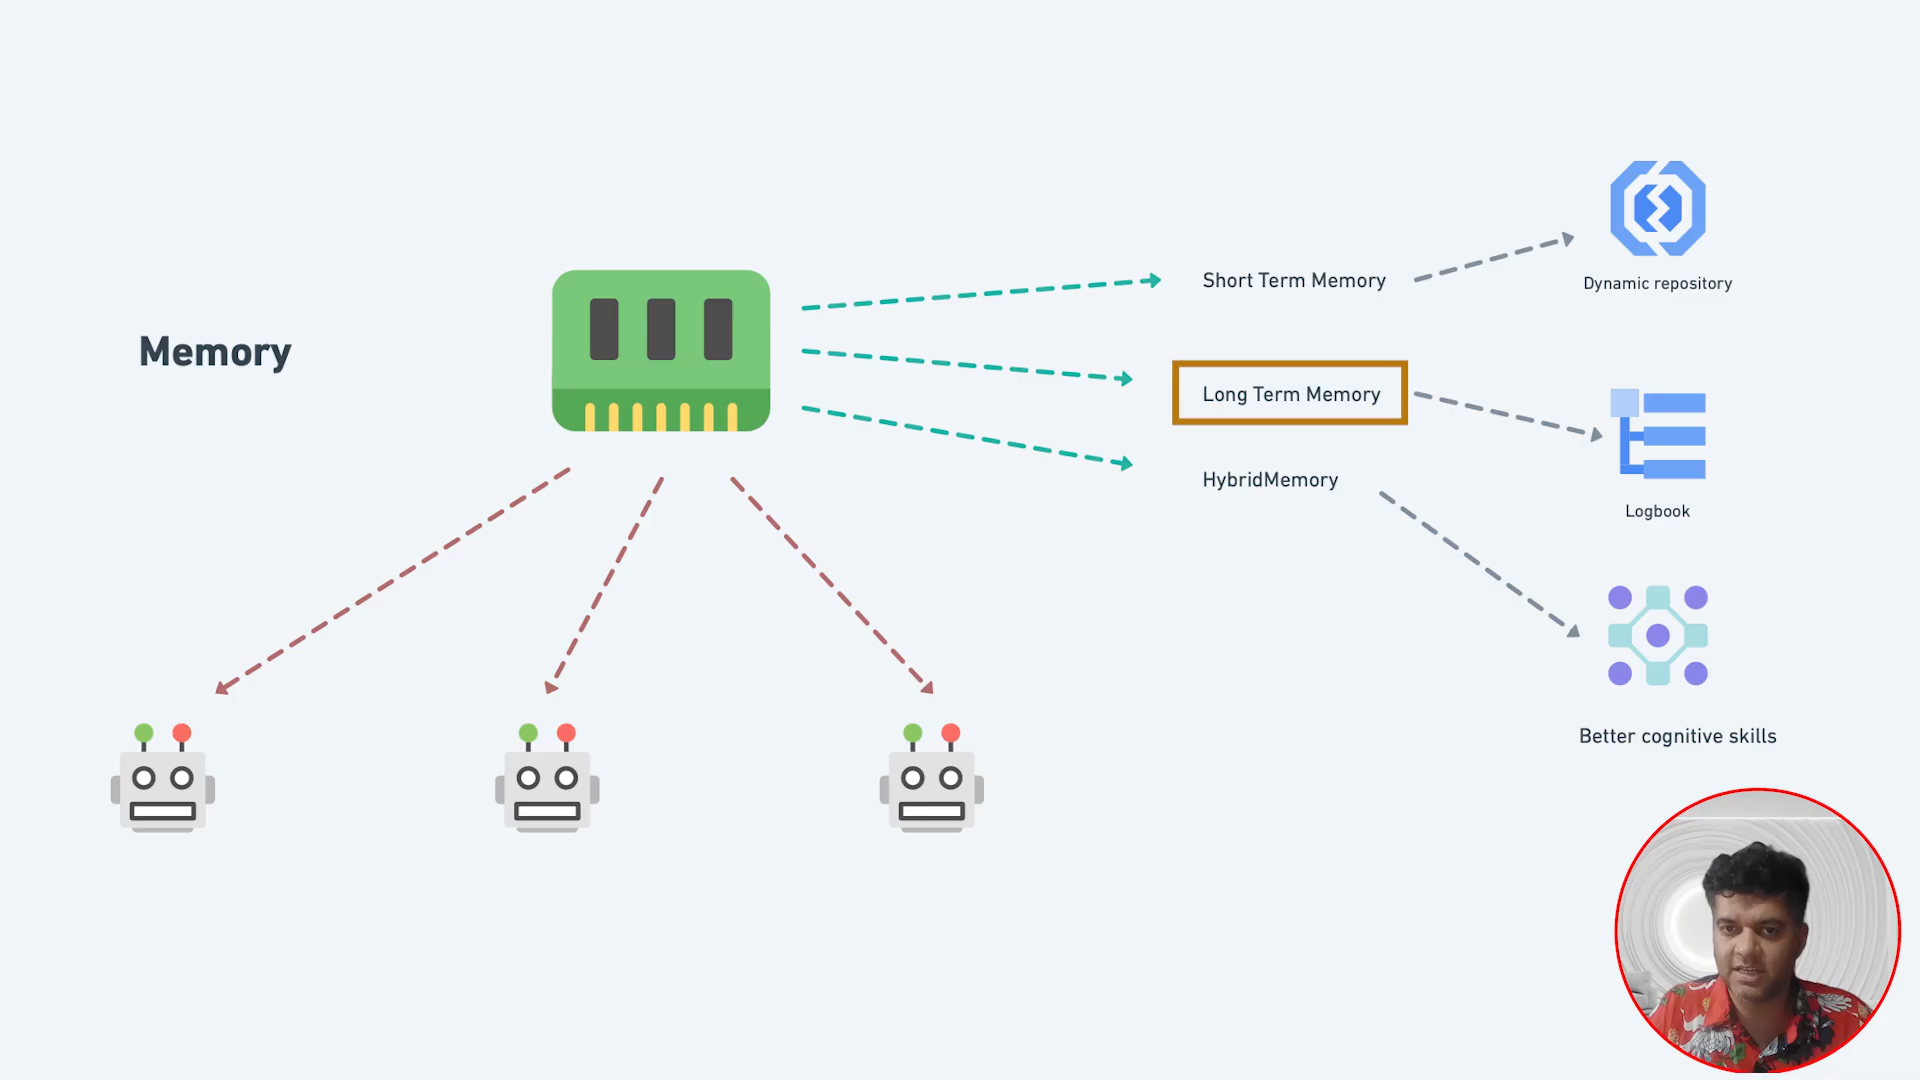 Memory
Short Term Memory
Long Term Memory
HybridMemory
Dynamic repository
Logbook
Better cognitive skills